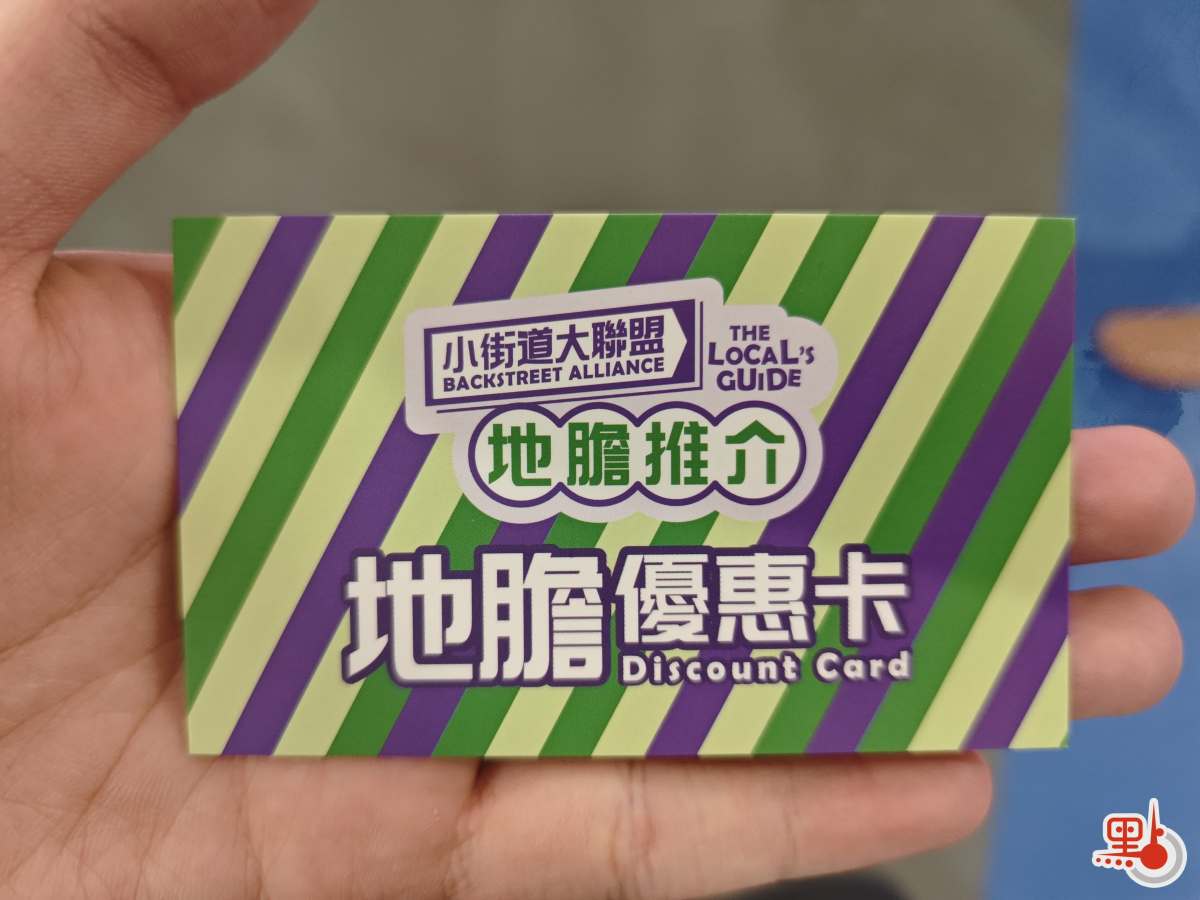 小街道大聯盟
BACKSTREET ALLIANCE
THE
LOCAL'S
GUIDE
地膽推介
地膽優惠卡
Discount Card
點